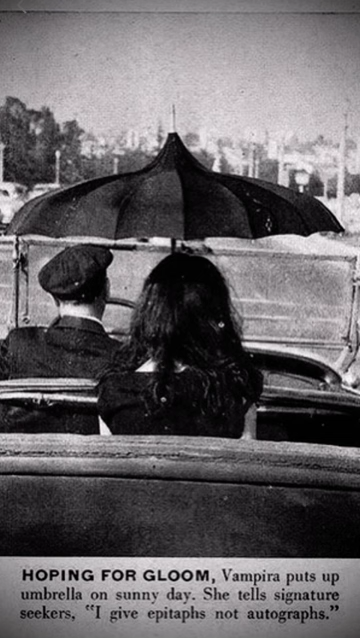 HOPING FOR GLOOM, Vampira puts up
umbrella on sunny day. She tells signature
seekers, “I give epitaphs not autographs.”